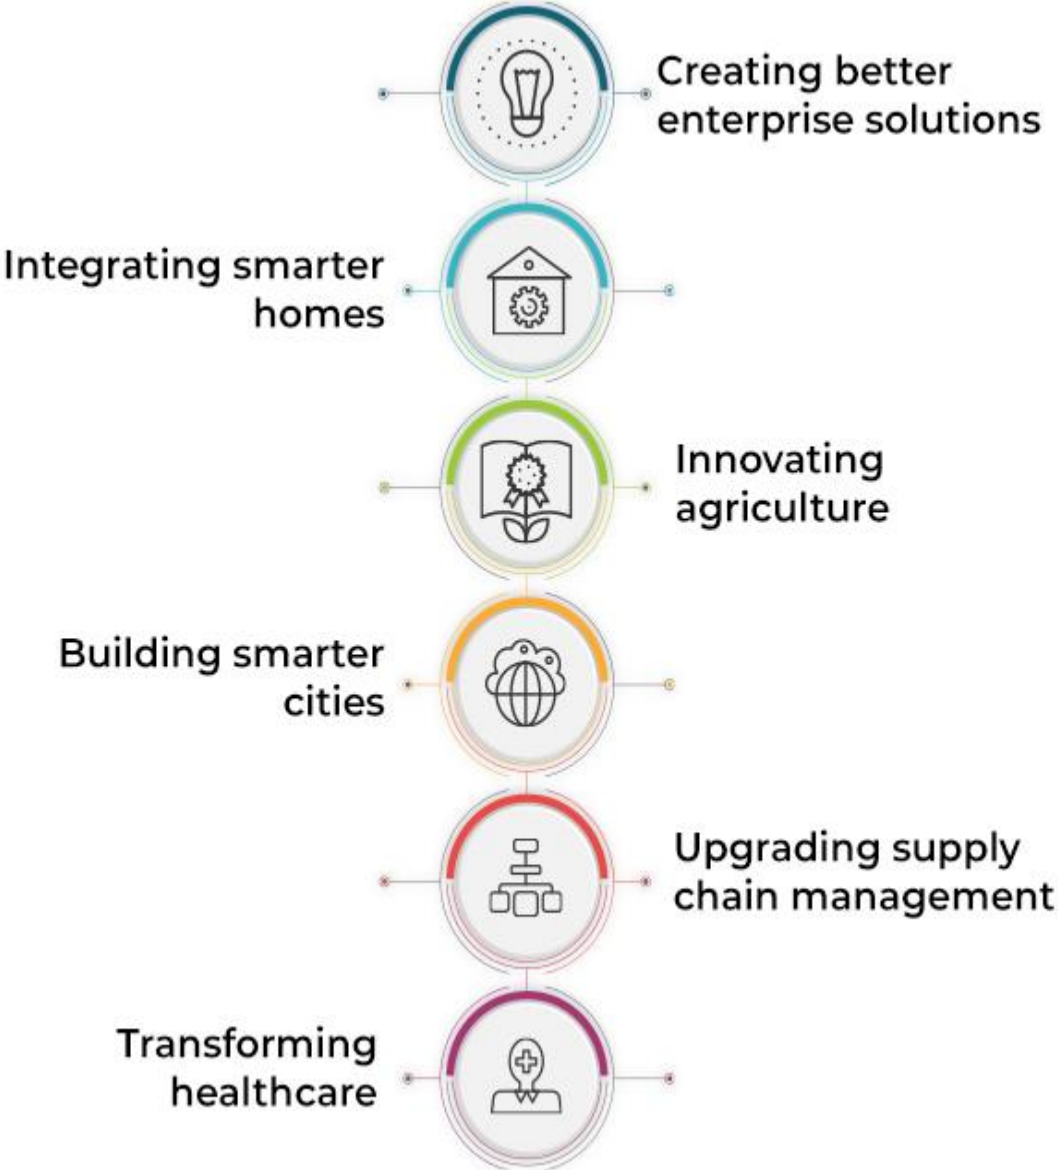 Creating better
enterprise solutions
Integrating smarter
homes
Innovating
agriculture
Building smarter
cities
Upgrading supply
chain management
Transforming
healthcare